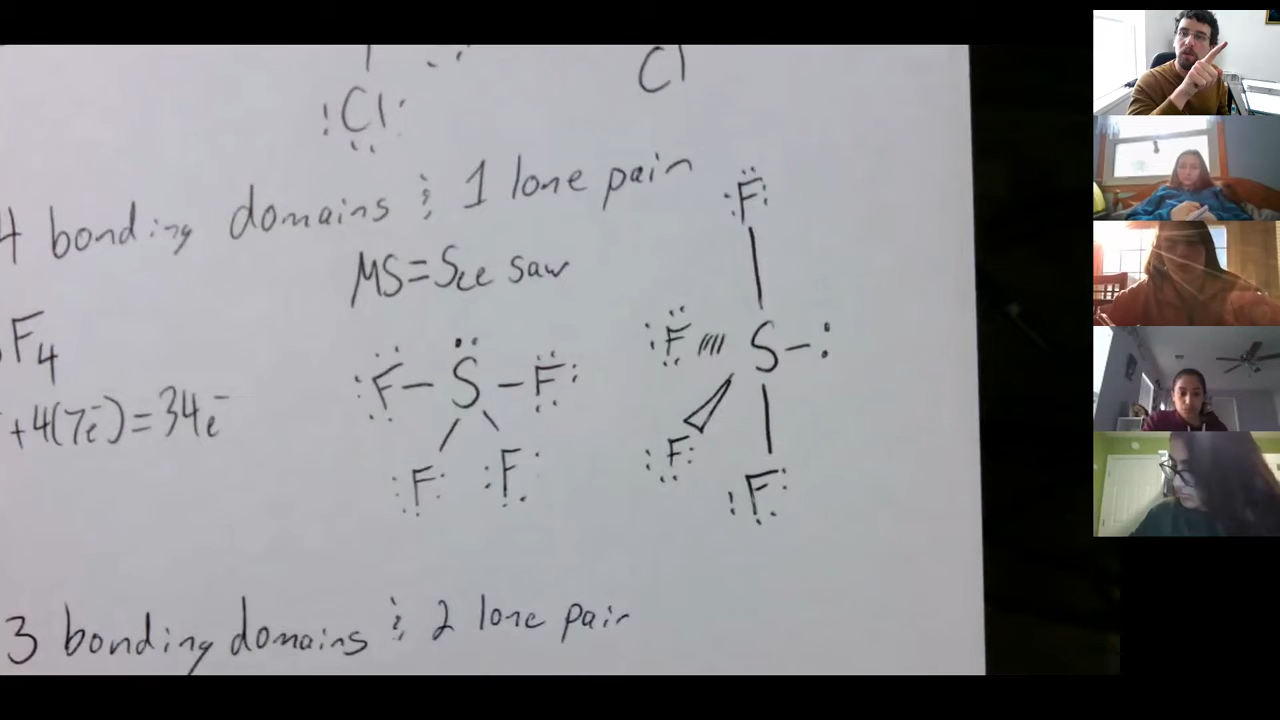 Cl
:Cl:
4 bonding domains & 1 lone pair
MS = See saw
F4
+4(7e⁻) = 34e⁻
:F – S – F:
:F: :F:
:F:
:F S – :
:F:
:F:
3 bonding domains & 2 lone pair